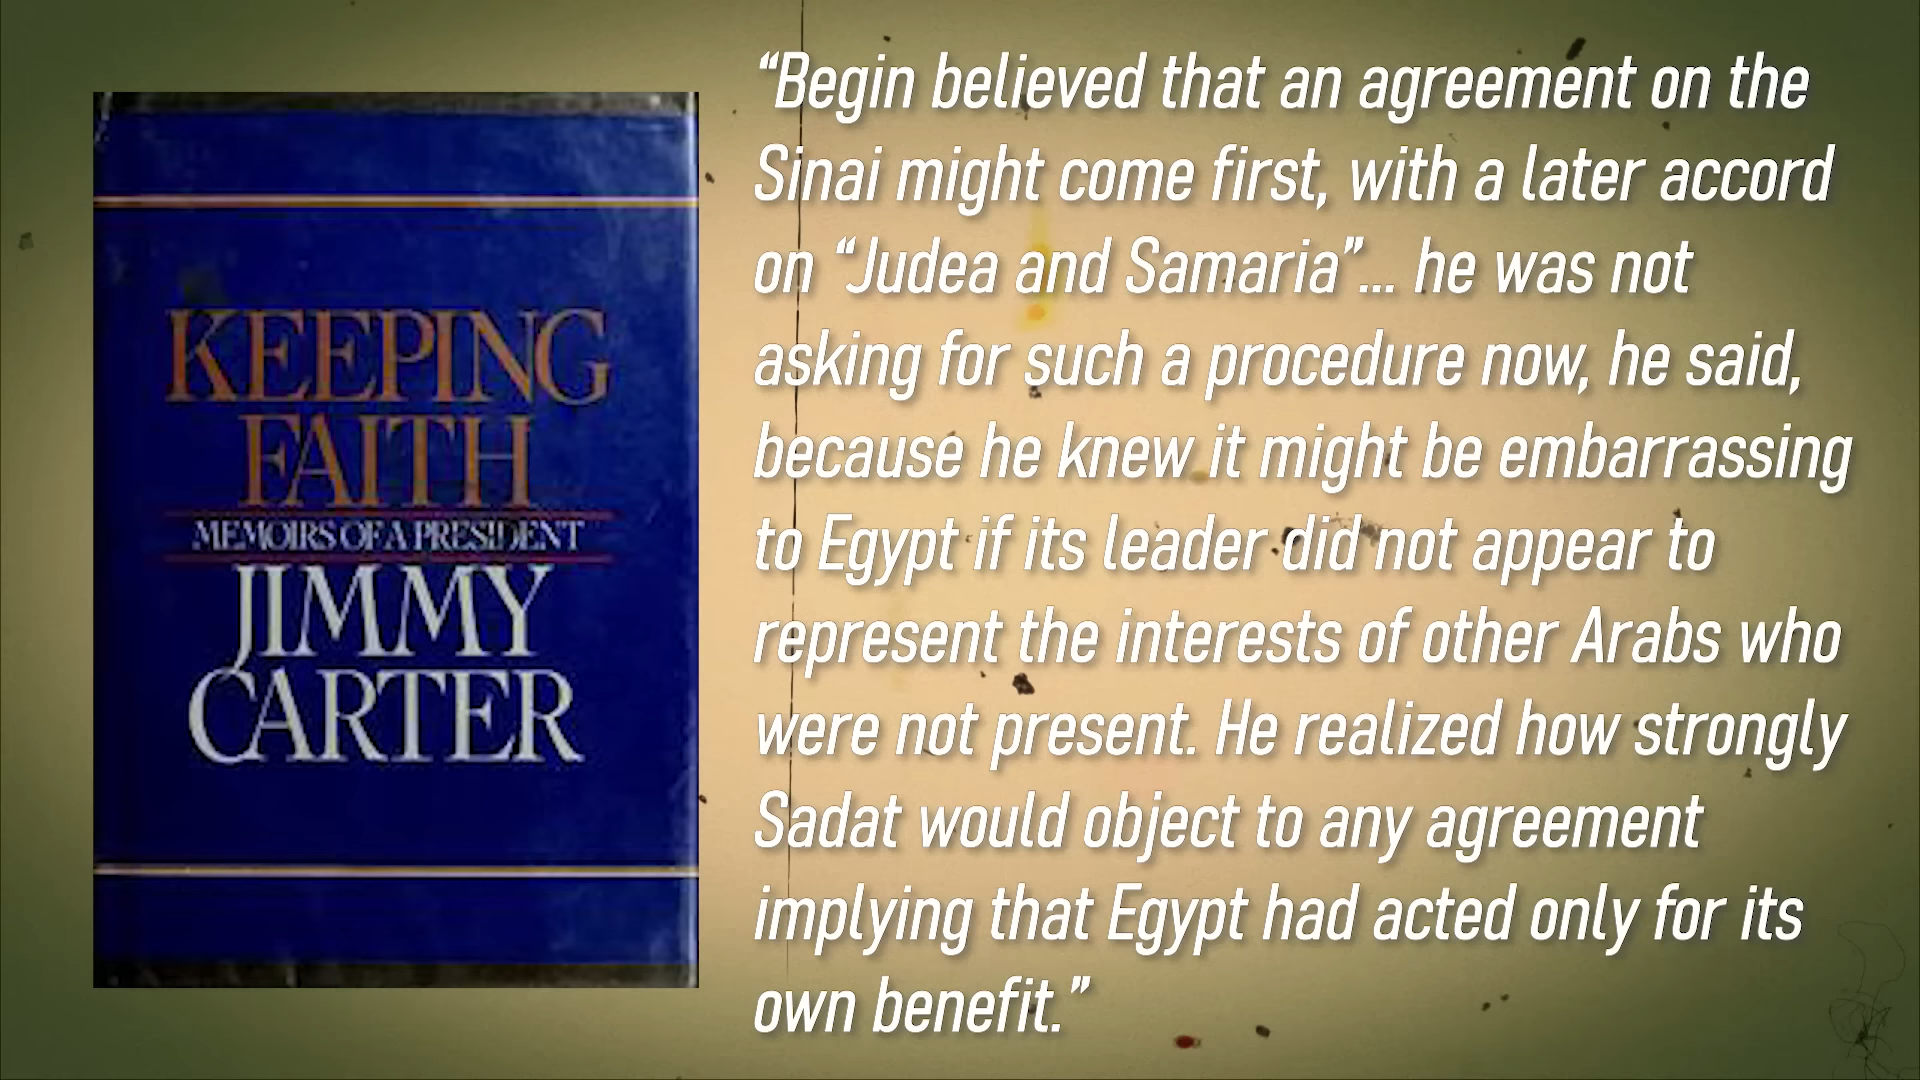 KEEPING
FAITH
MEMOIRS OF A PRESIDENT
JIMMY
CARTER
“Begin believed that an agreement on the
Sinai might come first, with a later accord
on “Judea and Samaria”... he was not
asking for such a procedure now, he said,
because he knew it might be embarrassing
to Egypt if its leader did not appear to
represent the interests of other Arabs who
were not present. He realized how strongly
Sadat would object to any agreement
implying that Egypt had acted only for its
own benefit.”